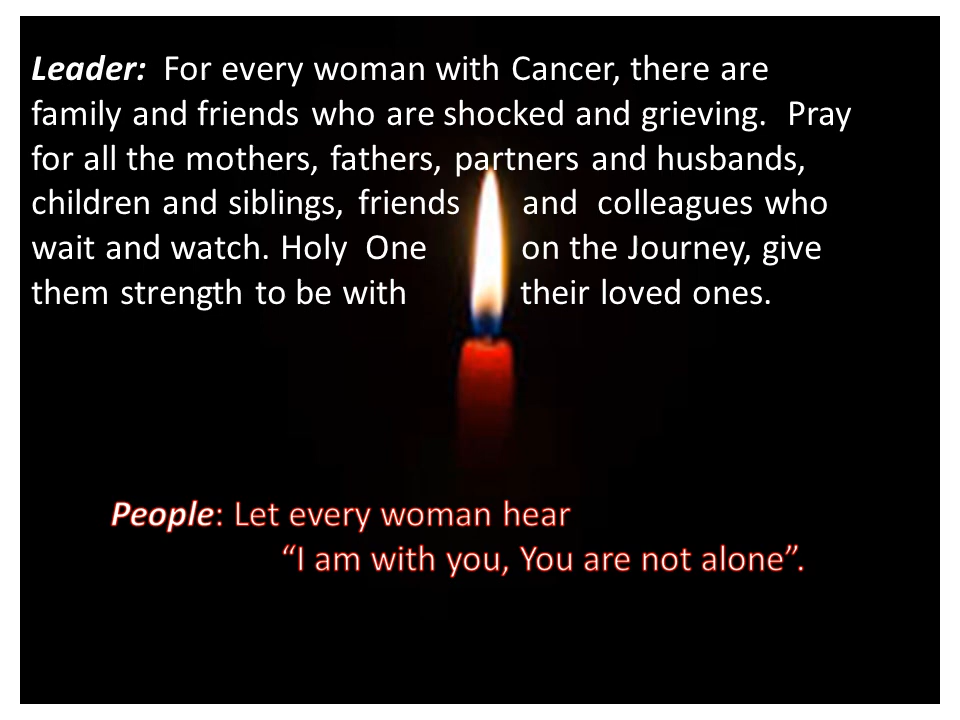 Leader: For every woman with Cancer, there are
family and friends who are shocked and grieving. Pray
for all the mothers, fathers, partners and husbands,
children and siblings, friends and colleagues who
wait and watch. Holy One on the Journey, give
them strength to be with their loved ones.
People: Let every woman hear
“I am with you, You are not alone”.